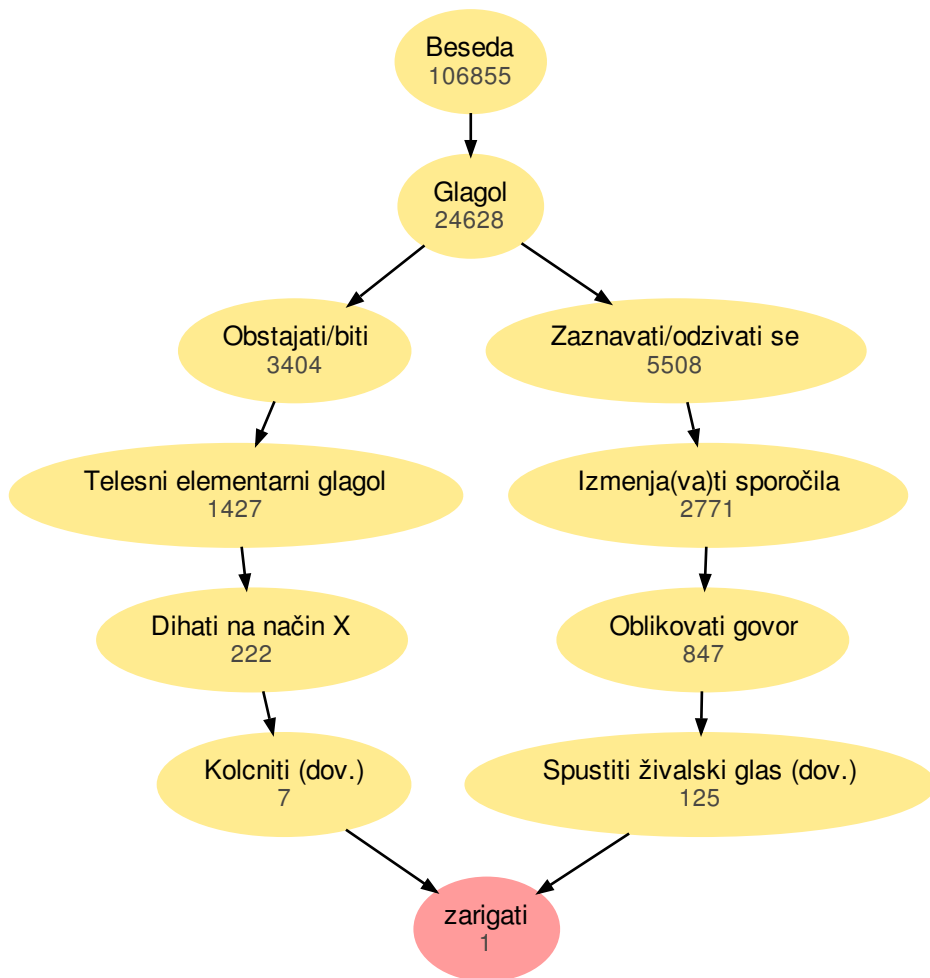 Beseda
106855
Glagol
24628
Obstajati/biti
3404
Zaznavati/odzivati se
5508
Telesni elementarni glagol
1427
Izmenja(va)ti sporočila
2771
Dihati na način X
222
Oblikovati govor
847
Kolcniti (dov.)
7
Spustiti živalski glas (dov.)
125
zarigati
1